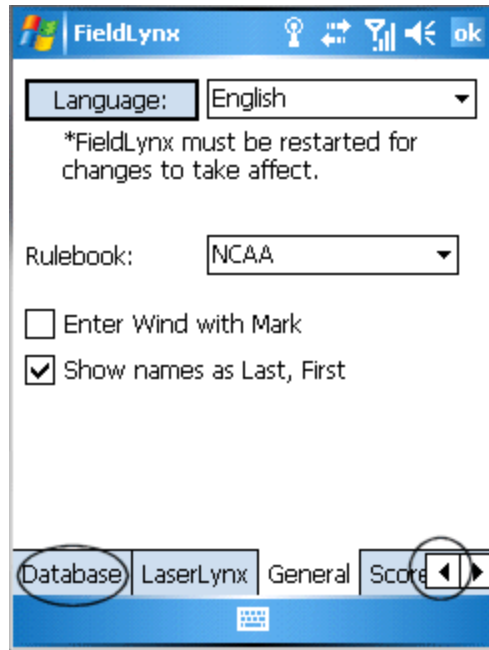 FieldLynx ok
Language: English
*FieldLynx must be restarted for
changes to take affect.
Rulebook: NCAA
Enter Wind with Mark
Show names as Last, First
Database LaserLynx General Score